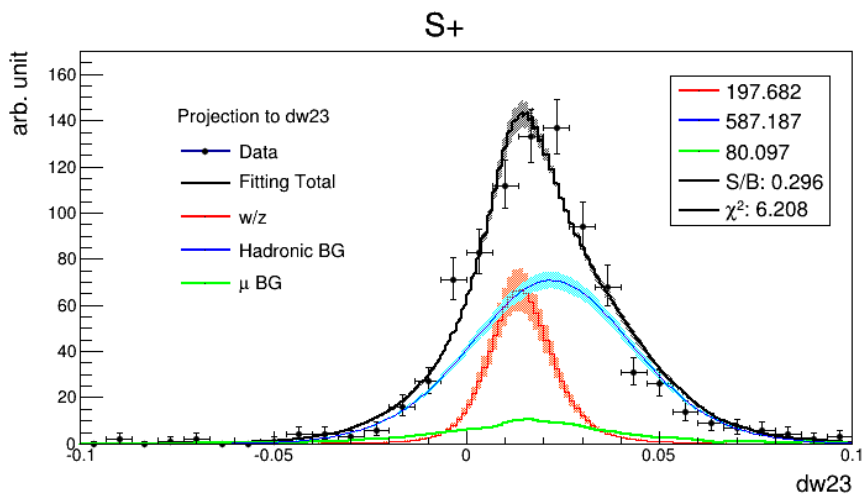 S+
arb. unit
160
140
120
100
80
60
40
20
0
-0.1
-0.05
0
0.05
0.1
dw23
Projection to dw23
Data
Fitting Total
w/z
Hadronic BG
μ BG
197.682
587.187
80.097
S/B: 0.296
χ²: 6.208